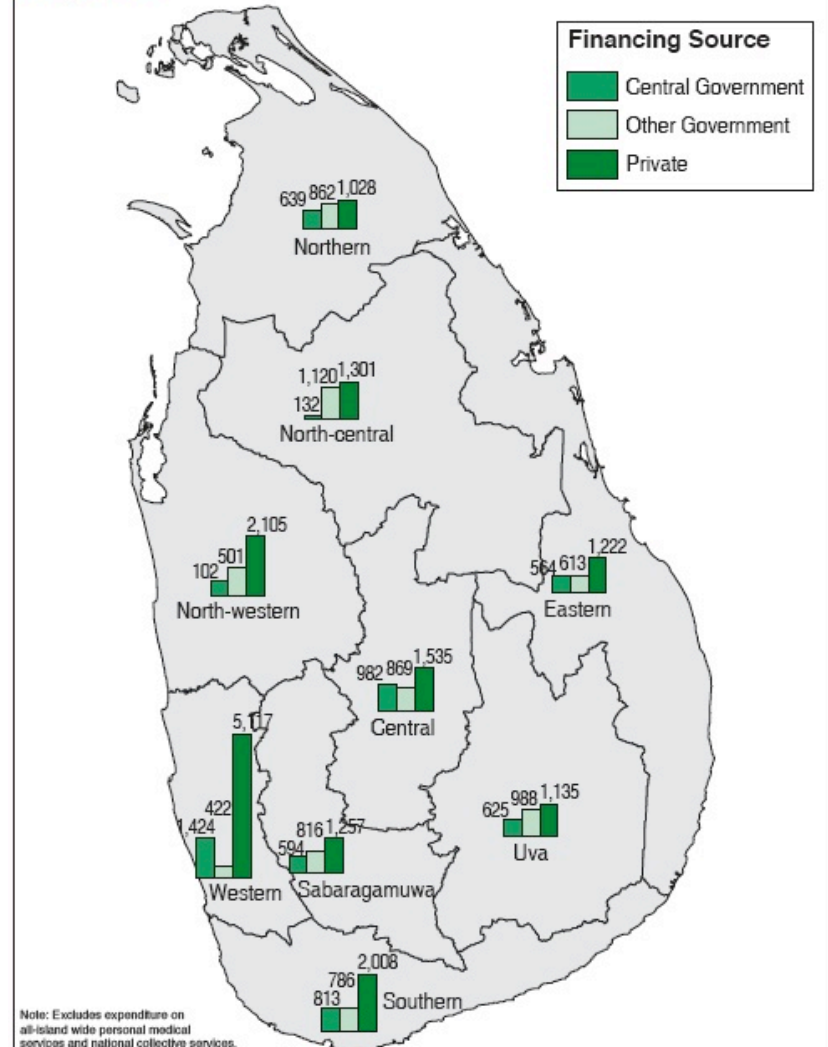 Financing Source
Central Government
Other Government
Private
639 862 1,028
Northern
1,120 1,301
132
North-central
2,105
501
102
North-western
1,222
564 613
Eastern
1,535
982 869
Central
5,117
422
1,424
Western
816 1,257
594
Sabaragamuwa
988 1,135
625
Uva
2,008
786
813
Southern
Note: Excludes expenditure on
all-island wide personal medical
services and national collective services.